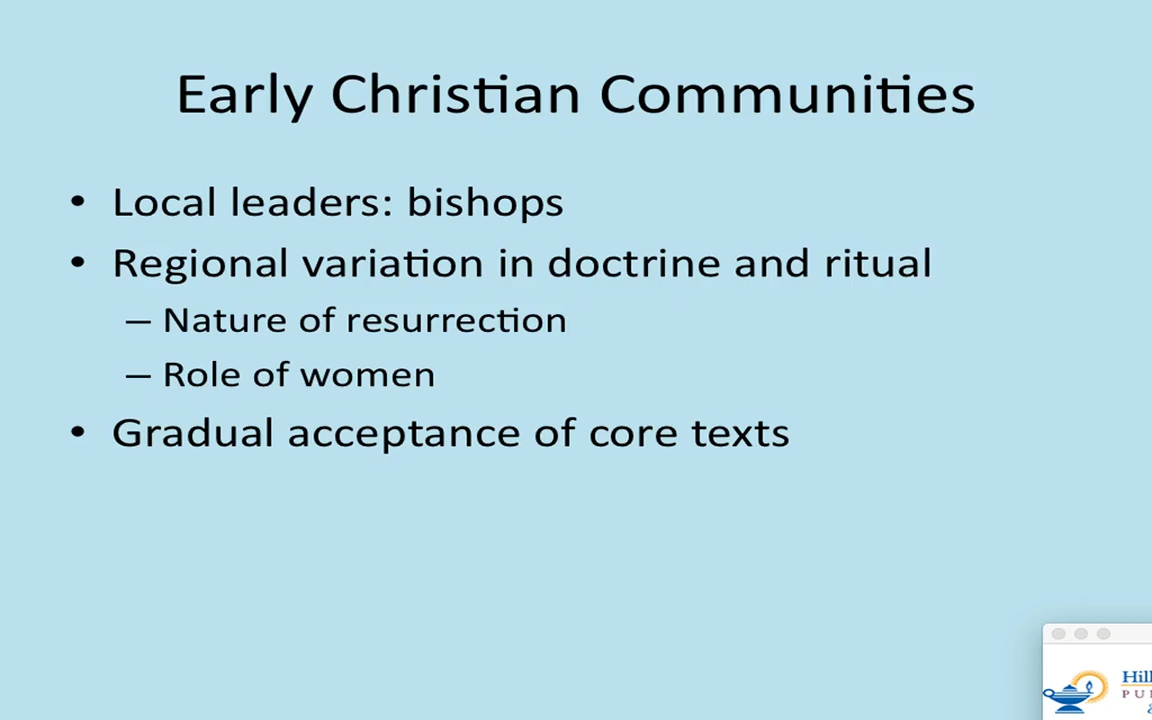 Early Christian Communities
• Local leaders: bishops
• Regional variation in doctrine and ritual
– Nature of resurrection
– Role of women
• Gradual acceptance of core texts